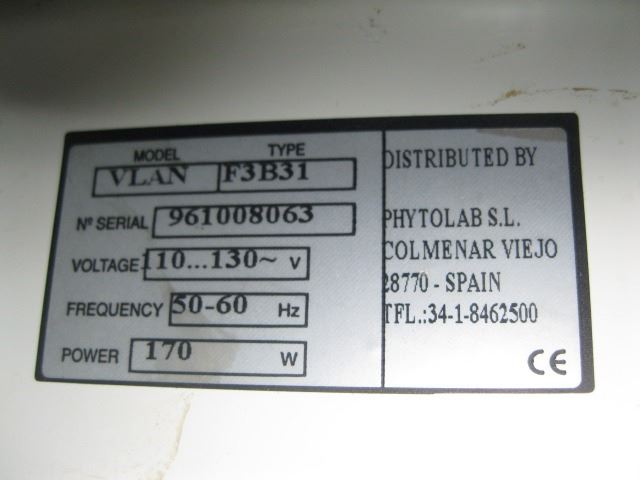 MODEL TYPE
VLAN F3B31
Nº SERIAL 961008063
VOLTAGE 110...130~ V
FREQUENCY 50-60 Hz
POWER 170 W
DISTRIBUTED BY
PHYTOLAB S.L.
COLMENAR VIEJO
28770 - SPAIN
TFL.:34-1-8462500
CE